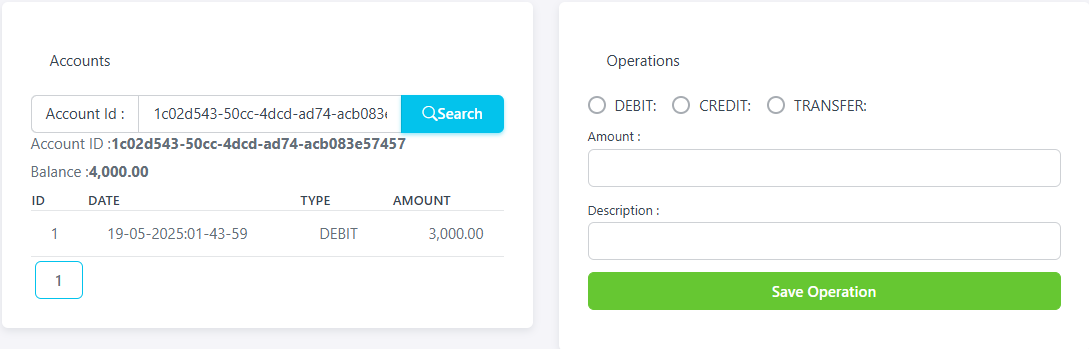 Accounts
Account Id : 1c02d543-50cc-4dcd-ad74-acb083e Search
Account ID :1c02d543-50cc-4dcd-ad74-acb083e57457
Balance :4,000.00
ID DATE TYPE AMOUNT
1 19-05-2025:01-43-59 DEBIT 3,000.00
1
Operations
DEBIT: CREDIT: TRANSFER:
Amount :
Description :
Save Operation